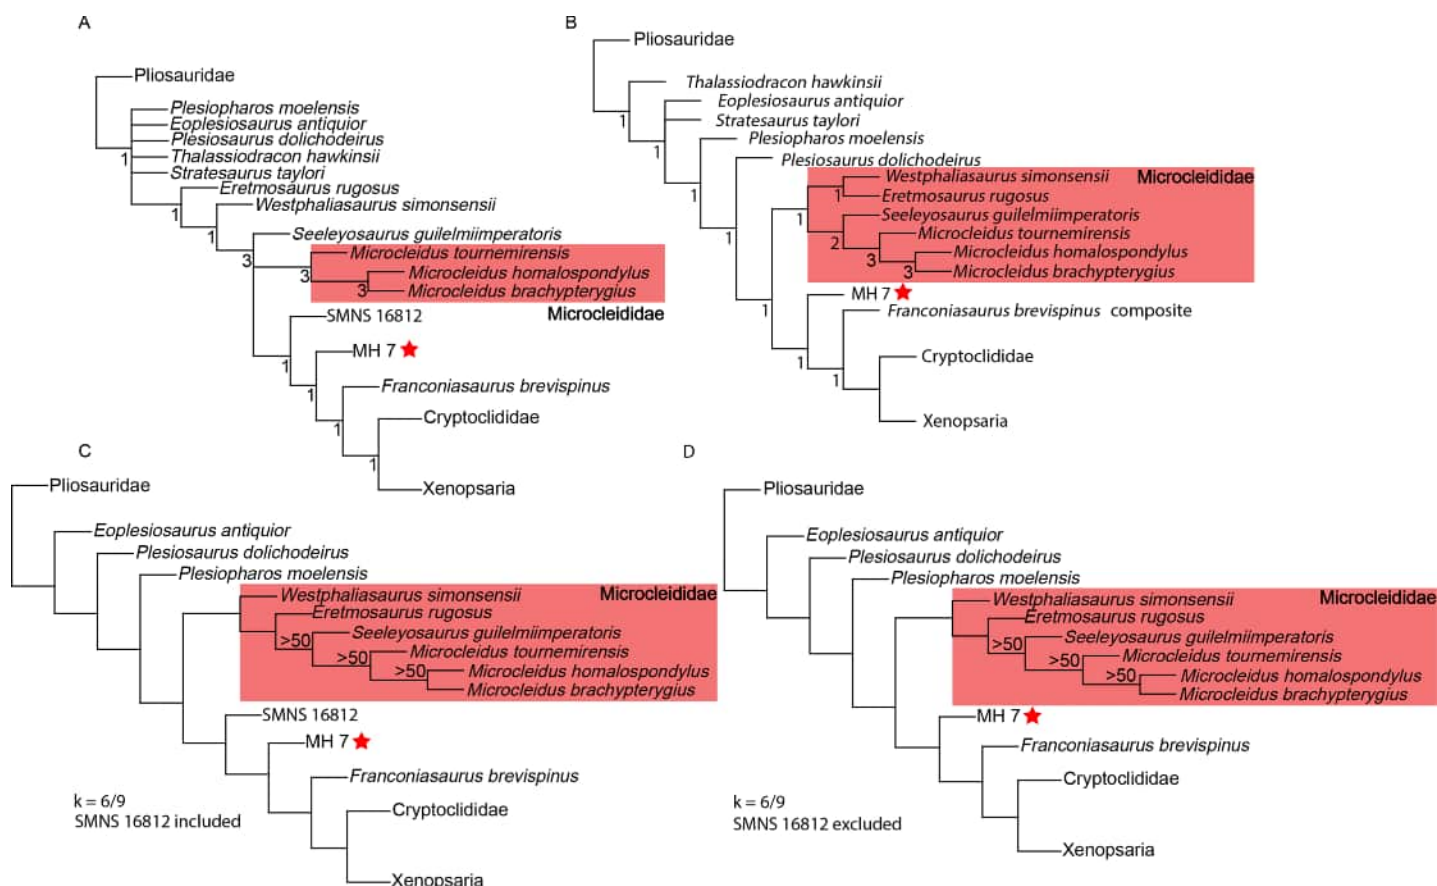 A
Pliosauridae
Plesiopharos moelensis
Eoplesiosaurus antiquior
Plesiosaurus dolichodeirus
1
Thalassiodracon hawkinsii
Stratesaurus taylori
Eretmosaurus rugosus
1
Westphaliasaurus simonsensii
1
Seeleyosaurus guilelmiimperatoris
3
Microcleidus tournemirensis
3
Microcleidus homalospondylus
3
Microcleidus brachypterygius
Microcleididae
SMNS 16812
1
MH 7
1
Franconiasaurus brevispinus
1
Cryptoclididae
1
Xenopsaria
B
Pliosauridae
Thalassiodracon hawkinsii
1
Eoplesiosaurus antiquior
Stratesaurus taylori
1
Plesiopharos moelensis
1
Plesiosaurus dolichodeirus
1
Westphaliasaurus simonsensii
Microcleididae
1
Eretmosaurus rugosus
1
Seeleyosaurus guilelmiimperatoris
2
Microcleidus tournemirensis
3
Microcleidus homalospondylus
3
Microcleidus brachypterygius
1
MH 7
Franconiasaurus brevispinus composite
1
Cryptoclididae
1
Xenopsaria
C
Pliosauridae
Eoplesiosaurus antiquior
Plesiosaurus dolichodeirus
Plesiopharos moelensis
Westphaliasaurus simonsensii
Microcleididae
Eretmosaurus rugosus
>50
Seeleyosaurus guilelmiimperatoris
>50
Microcleidus tournemirensis
>50
Microcleidus homalospondylus
Microcleidus brachypterygius
SMNS 16812
MH 7
Franconiasaurus brevispinus
Cryptoclididae
Xenopsaria
k = 6/9
SMNS 16812 included
D
Pliosauridae
Eoplesiosaurus antiquior
Plesiosaurus dolichodeirus
Plesiopharos moelensis
Westphaliasaurus simonsensii
Microcleididae
Eretmosaurus rugosus
>50
Seeleyosaurus guilelmiimperatoris
>50
Microcleidus tournemirensis
>50
Microcleidus homalospondylus
Microcleidus brachypterygius
MH 7
Franconiasaurus brevispinus
Cryptoclididae
Xenopsaria
k = 6/9
SMNS 16812 excluded